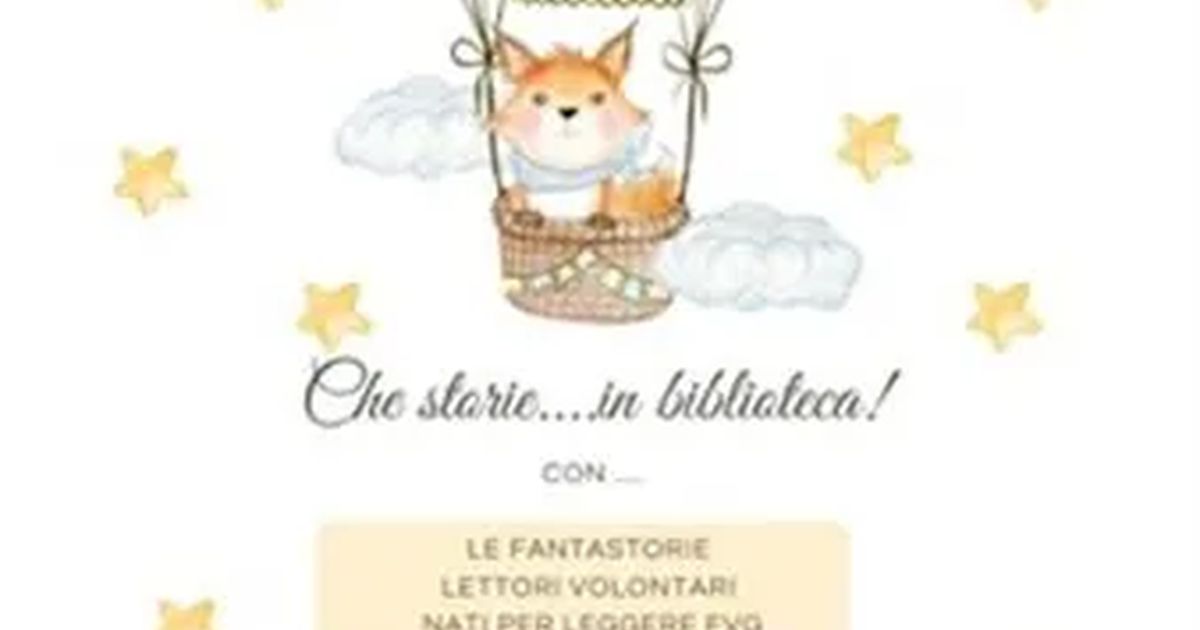 Che storie....in biblioteca!
CON ....
LE FANTASTORIE
LETTORI VOLONTARI
NATI PER LEGGERE FVG